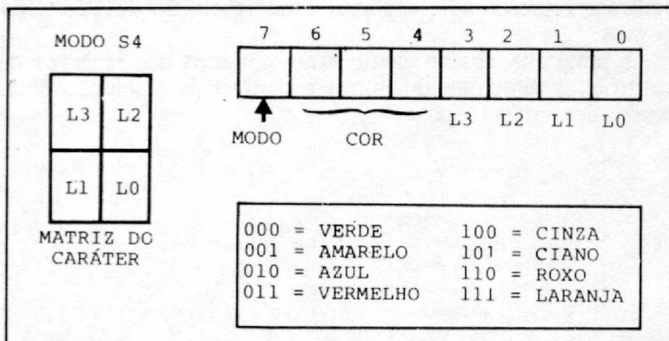 MODO S4
7 6 5 4 3 2 1 0
L3 L2
L1 L0
MATRIZ DO
CARÁTER
MODO
COR
L3 L2 L1 L0
000 = VERDE 100 = CINZA
001 = AMARELO 101 = CIANO
010 = AZUL 110 = ROXO
011 = VERMELHO 111 = LARANJA